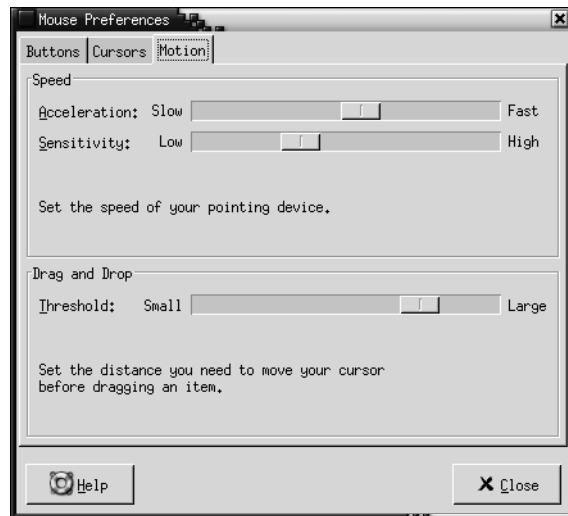 Mouse Preferences
Buttons Cursors Motion
Speed
Acceleration: Slow Fast
Sensitivity: Low High
Set the speed of your pointing device.
Drag and Drop
Threshold: Small Large
Set the distance you need to move your cursor
before dragging an item.
Help Close